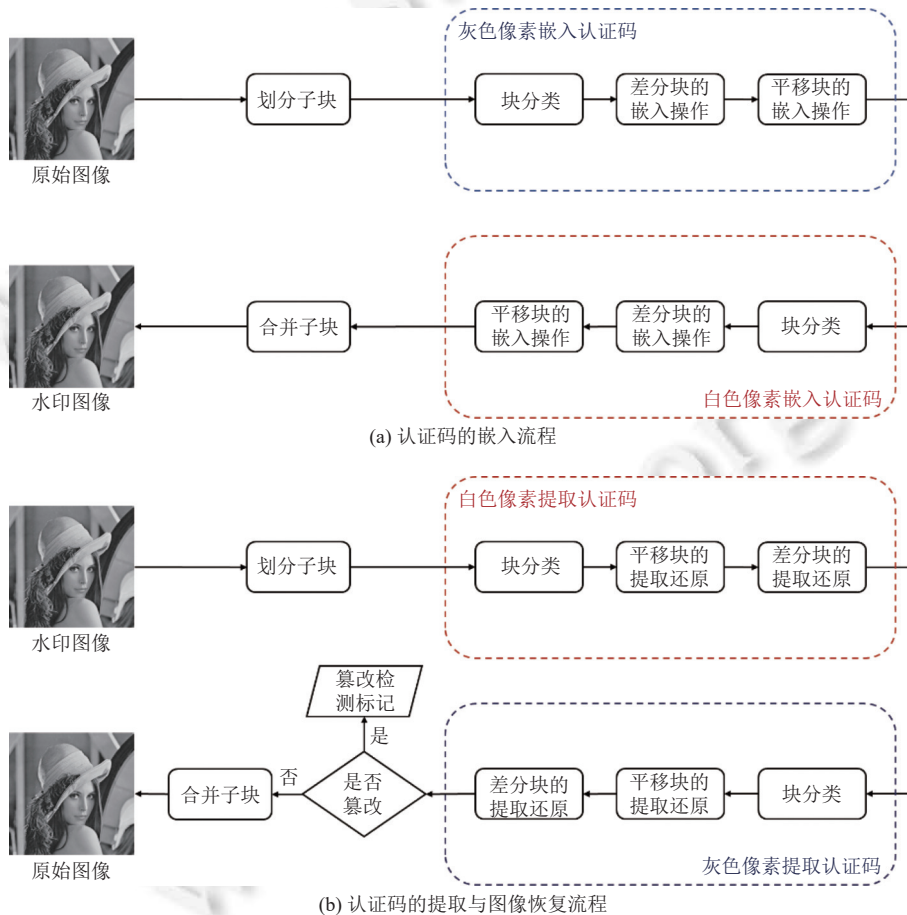 灰色像素嵌入认证码
划分子块
块分类
差分块的
嵌入操作
平移块的
嵌入操作
原始图像
合并子块
平移块的
嵌入操作
差分块的
嵌入操作
块分类
水印图像
白色像素嵌入认证码
(a) 认证码的嵌入流程
白色像素提取认证码
划分子块
块分类
平移块的
提取还原
差分块的
提取还原
水印图像
篡改检
测标记
是
否
合并子块
是否
篡改
差分块的
提取还原
平移块的
提取还原
块分类
原始图像
灰色像素提取认证码
(b) 认证码的提取与图像恢复流程